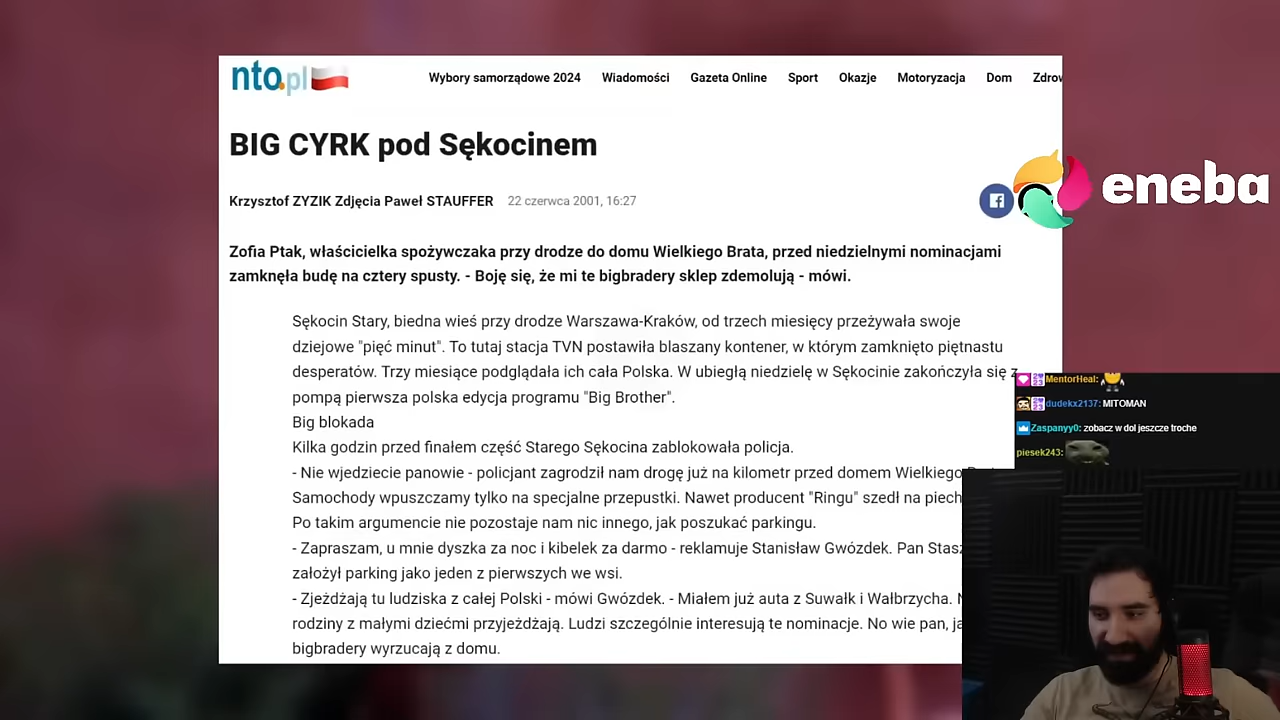 nto.pl
Wybory samorządowe 2024 Wiadomości Gazeta Online Sport Okazje Motoryzacja Dom
BIG CYRK pod Sękocinem
Krzysztof ZYZIK Zdjęcia Paweł STAUFFER 22 czerwca 2001, 16:27
eneba
Zofia Ptak, właścicielka spożywczaka przy drodze do domu Wielkiego Brata, przed niedzielnymi nominacjami
zamknęła budę na cztery spusty. - Boję się, że mi te bigbradery sklep zdemolują - mówi.
Sękocin Stary, biedna wieś przy drodze Warszawa-Kraków, od trzech miesięcy przeżywała swoje
dziejowe "pięć minut". To tutaj stacja TVN postawiła blaszany kontener, w którym zamknięto piętnastu
desperatów. Trzy miesiące podglądała ich cała Polska. W ubiegłą niedzielę w Sękocinie zakończyła się z
pompą pierwsza polska edycja programu "Big Brother".
Big blokada
Kilka godzin przed finałem część Starego Sękocina zablokowała policja.
- Nie wiedziecie panowie - policjant zagrodził nam drogę już na kilometr przed domem Wielkiego
Samochody wpuszczamy tylko na specjalne przepustki. Nawet producent "Ringu" szedł na piech
Po takim argumencie nie pozostaje nam nic innego, jak poszukać parkingu.
- Zapraszam, u mnie dyszka za noc i kibelek za darmo - reklamuje Stanisław Gwózdek. Pan Stasz
założył parking jako jeden z pierwszych we wsi.
- Zjeżdżają tu ludziska z całej Polski - mówi Gwózdek. - Miałem już auta z Suwałk i Wałbrzycha.
rodziny z małymi dziećmi przyjeżdżają. Ludzi szczególnie interesują te nominacje. No wie pan,
bigbradery wyrzucają z domu.
MentorHeal:
dudekx2137: MITOMAN
Zaspanyy0: zobacz w dol jeszcze troche
piesek243: